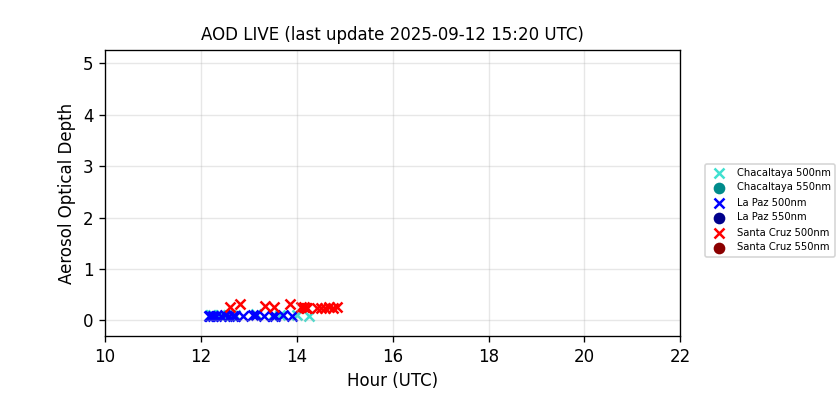 AOD LIVE (last update 2025-09-12 15:20 UTC)
Aerosol Optical Depth
5
4
3
2
1
0
10 12 14 16 18 20 22
Hour (UTC)
Chacaltaya 500nm
Chacaltaya 550nm
La Paz 500nm
La Paz 550nm
Santa Cruz 500nm
Santa Cruz 550nm